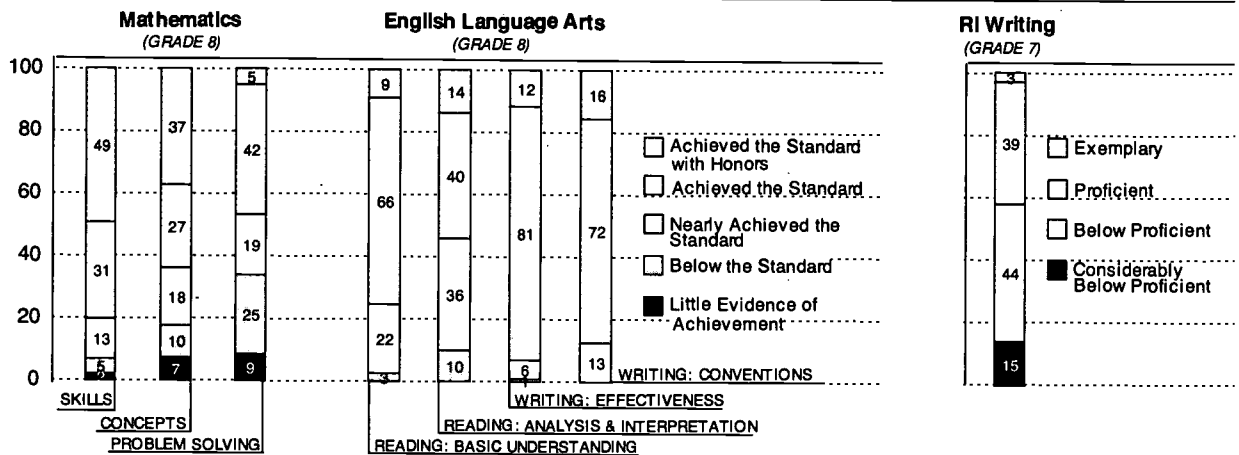 Mathematics
(GRADE 8)
English Language Arts
(GRADE 8)
RI Writing
(GRADE 7)
100
80
60
40
20
0
49
31
13
5
2
37
27
18
10
7
5
42
19
25
9
9
66
22
3
14
40
36
10
12
81
6
1
16
72
13
Achieved the Standard
with Honors
Achieved the Standard
Nearly Achieved the
Standard
Below the Standard
Little Evidence of
Achievement
3
39
44
15
Exemplary
Proficient
Below Proficient
Considerably
Below Proficient
SKILLS
CONCEPTS
PROBLEM SOLVING
WRITING: CONVENTIONS
WRITING: EFFECTIVENESS
READING: ANALYSIS & INTERPRETATION
READING: BASIC UNDERSTANDING